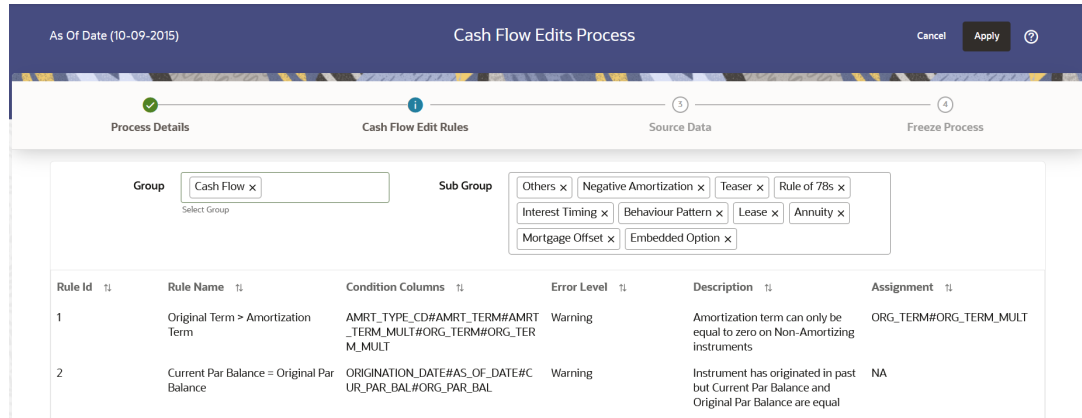 As Of Date (10-09-2015) Cash Flow Edits Process Cancel Apply ?
i 3 4
Process Details Cash Flow Edit Rules Source Data Freeze Process
Group Cash Flow × Sub Group Others × Negative Amortization × Teaser × Rule of 78s ×
Select Group Interest Timing × Behaviour Pattern × Lease × Annuity ×
Mortgage Offset × Embedded Option ×
Rule Id Rule Name Condition Columns Error Level Description Assignment
1 Original Term > Amortization AMRT_TYPE_CD#AMRT_TERM#AMRT Warning Amortization term can only be ORG_TERM#ORG_TERM_MULT
Term _TERM_MULT#ORG_TERM#ORG_TER equal to zero on Non-Amortizing
M_MULT instruments
2 Current Par Balance = Original Par ORIGINATION_DATE#AS_OF_DATE#C Warning Instrument has originated in past NA
Balance UR_PAR_BAL#ORG_PAR_BAL but Current Par Balance and
Original Par Balance are equal